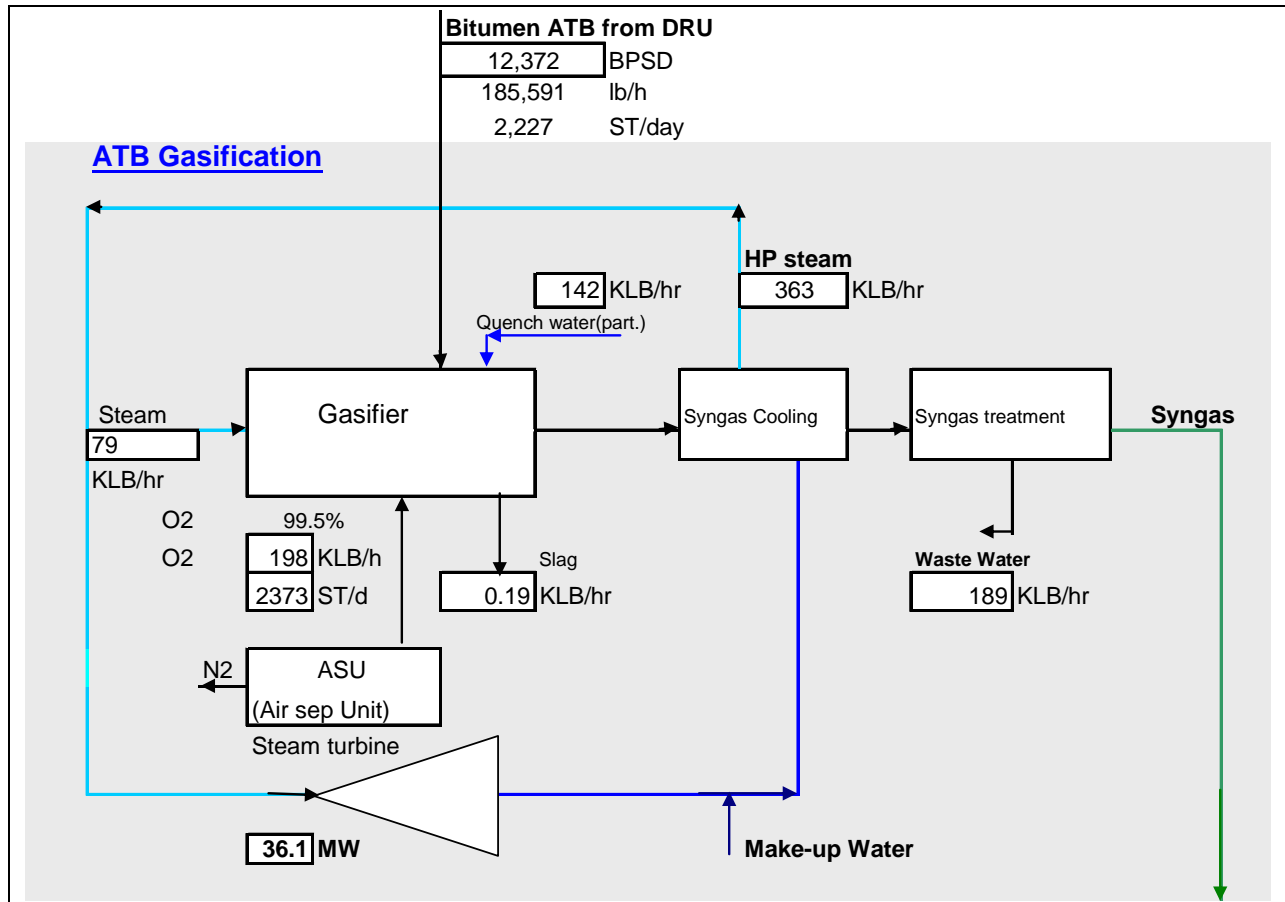 Bitumen ATB from DRU
12,372 BPSD
185,591 lb/h
2,227 ST/day
ATB Gasification
HP steam
142 KLB/hr
363 KLB/hr
Quench water(part.)
Steam
79
KLB/hr
Gasifier
Syngas Cooling
Syngas treatment
Syngas
O2 99.5%
O2 198 KLB/h
2373 ST/d
Slag
0.19 KLB/hr
Waste Water
189 KLB/hr
N2
ASU
(Air sep Unit)
Steam turbine
36.1 MW
Make-up Water